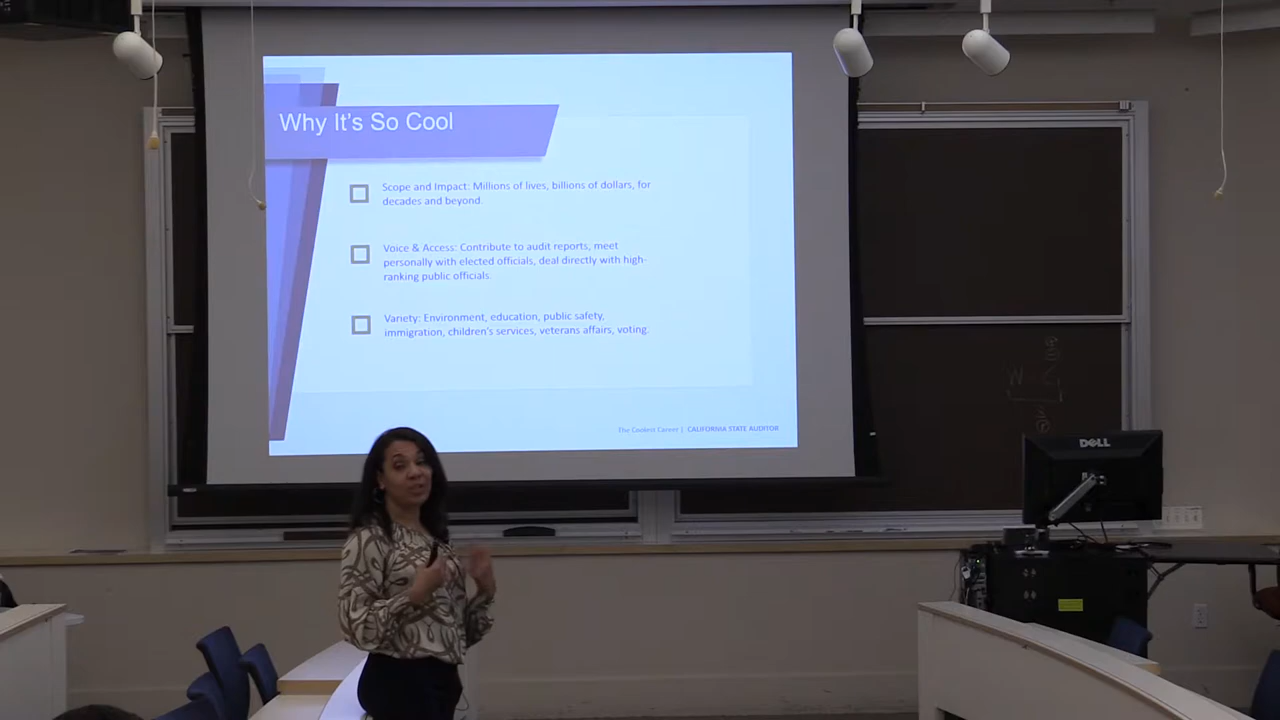 Why It's So Cool
Scope and Impact: Millions of lives, billions of dollars, for
decades and beyond.
Voice & Access: Contribute to audit reports, meet
personally with elected officials, deal directly with high-
ranking public officials.
Variety: Environment, education, public safety,
immigration, children's services, veterans affairs, voting.
The Coolest Career | CALIFORNIA STATE AUDITOR
DELL